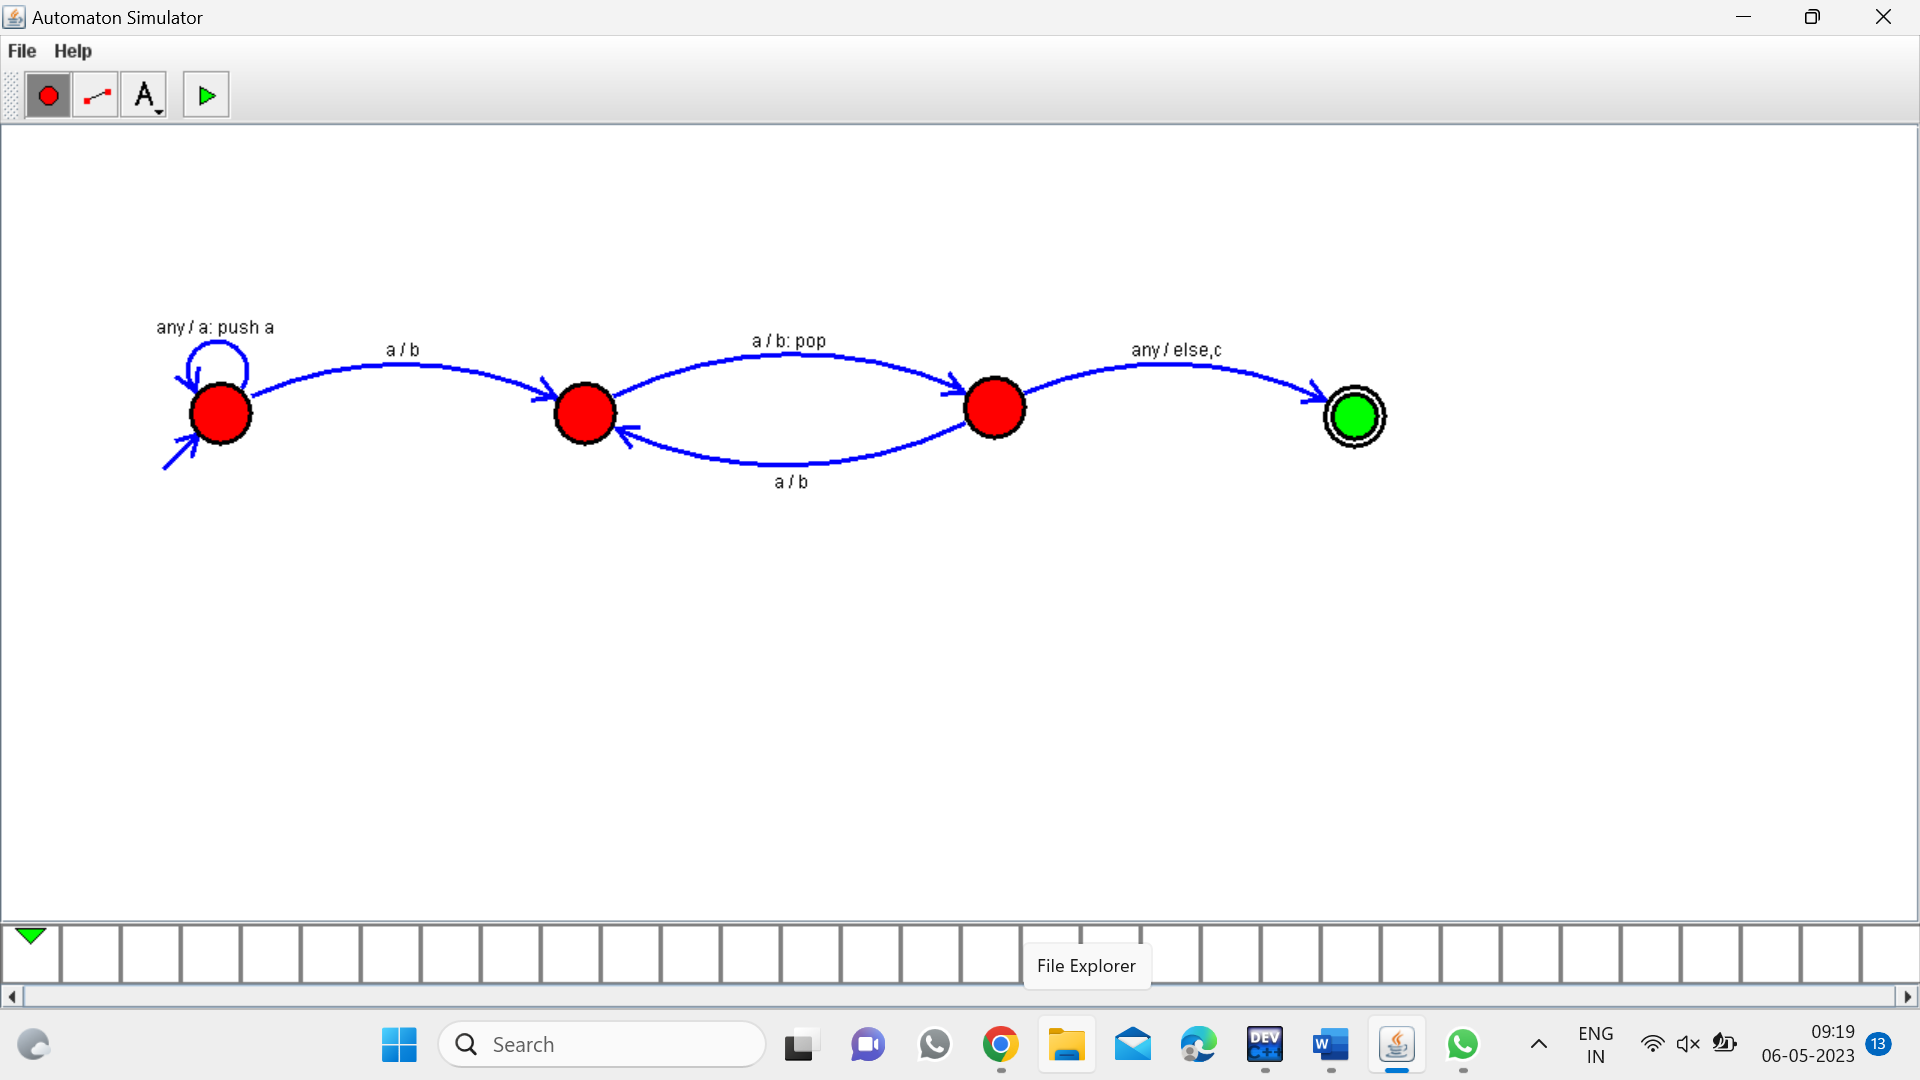 Automaton Simulator
File Help
A
any / a: push a
a / b
a / b: pop
any / else,c
a / b
File Explorer
Search
DEV
C++
W
ENG
IN
09:19
06-05-2023
13